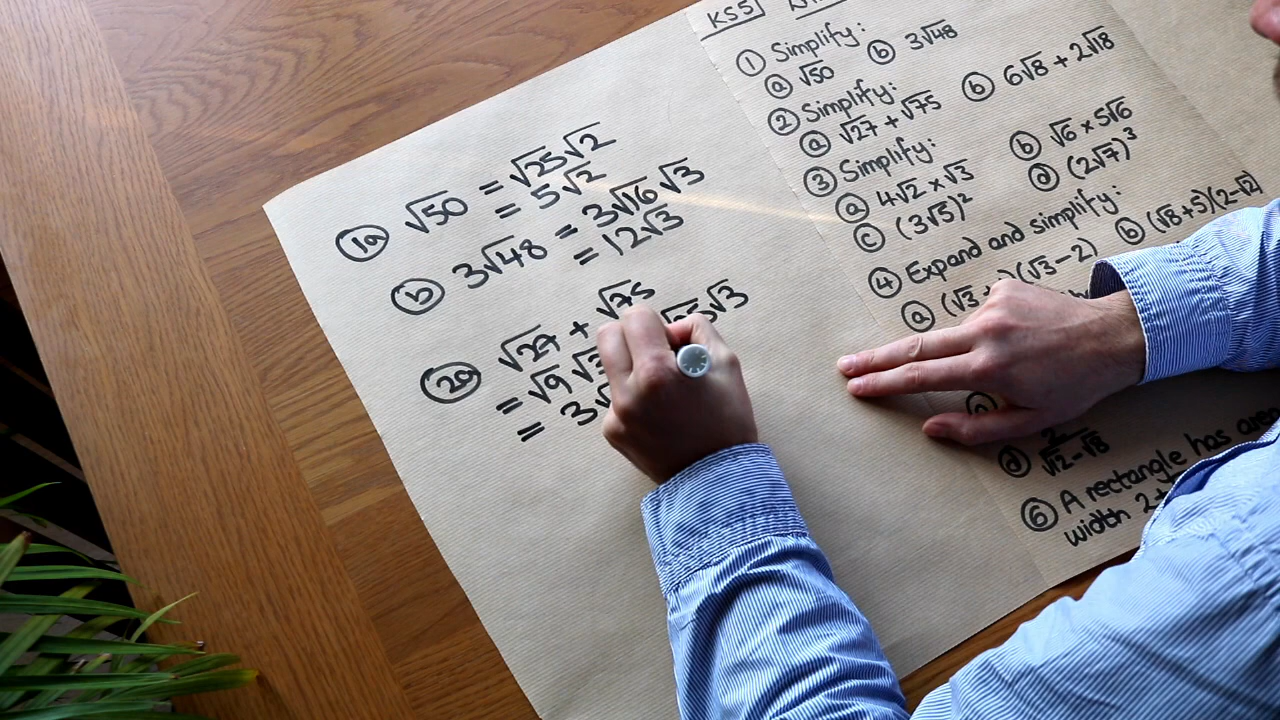 1a √50 = √25√2
= 5√2
b 3√48 = 3√16√3
= 12√3
2a √27 + √75
= √9√3 √3
= 3√
KS5
1 Simplify:
a √50 b 3√48
2 Simplify:
a √27 + √75 b 6√8 + 2√18
3 Simplify:
a 4√2 × √3 b √6 × 5√6
c (3√5)² d (2√7)³
4 Expand and simplify:
a (√3+ )(√3-2) b (√8+5)(2-√2)
d 2/(√2-√8)
6 A rectangle has
width 2+